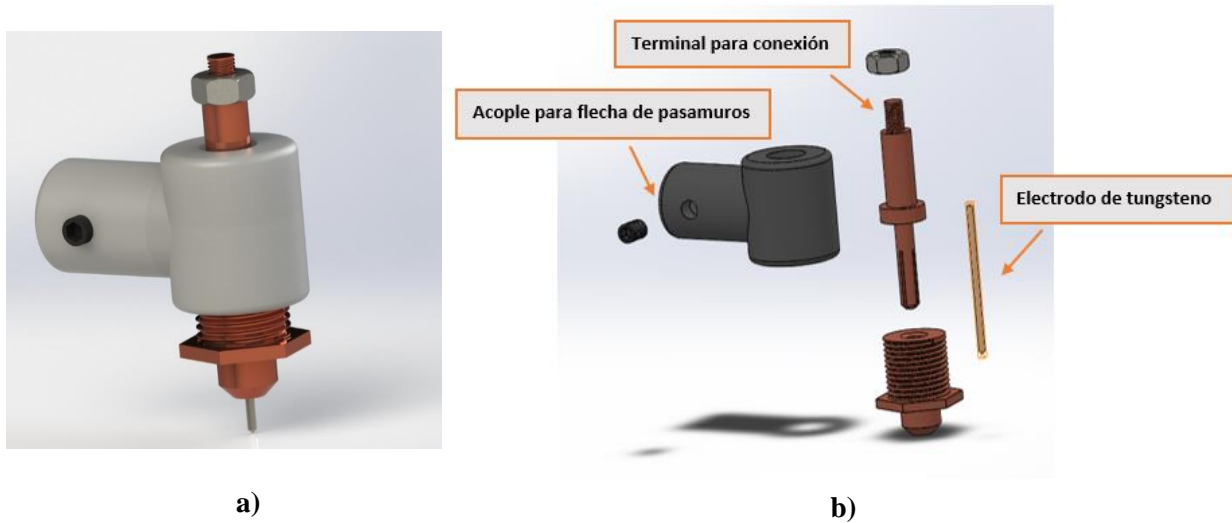 Terminal para conexión
Acople para flecha de pasamuros
Electrodo de tungsteno
a)
b)